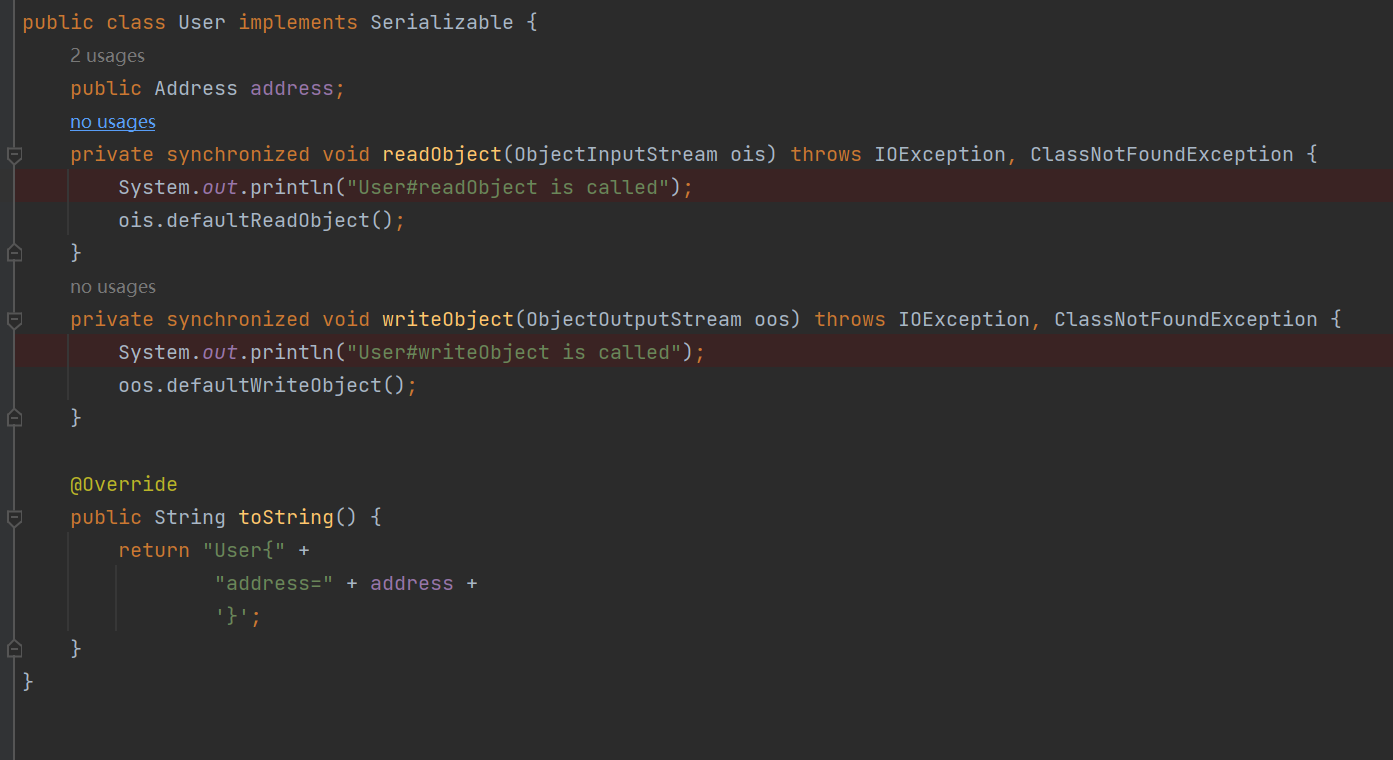 public class User implements Serializable {
2 usages
public Address address;
no usages
private synchronized void readObject(ObjectInputStream ois) throws IOException, ClassNotFoundException {
System.out.println("User#readObject is called");
ois.defaultReadObject();
}
no usages
private synchronized void writeObject(ObjectOutputStream oos) throws IOException, ClassNotFoundException {
System.out.println("User#writeObject is called");
oos.defaultWriteObject();
}
@Override
public String toString() {
return "User{" +
"address=" + address +
'}';
}
}